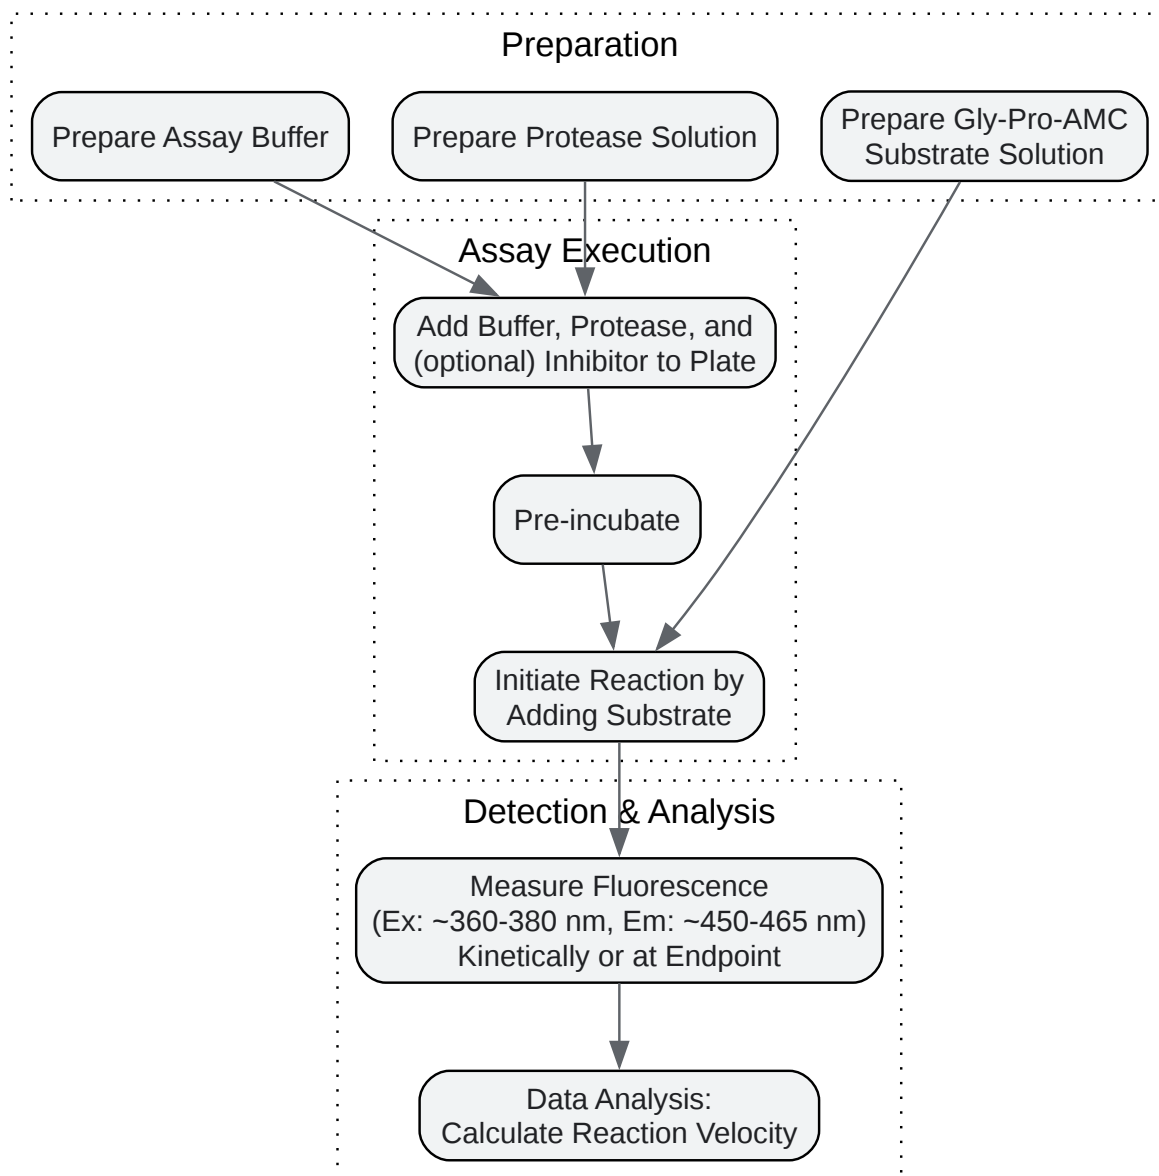 Preparation
Prepare Assay Buffer
Prepare Protease Solution
Prepare Gly-Pro-AMC
Substrate Solution
Assay Execution
Add Buffer, Protease, and
(optional) Inhibitor to Plate
Pre-incubate
Initiate Reaction by
Adding Substrate
Detection & Analysis
Measure Fluorescence
(Ex: ~360-380 nm, Em: ~450-465 nm)
Kinetically or at Endpoint
Data Analysis:
Calculate Reaction Velocity